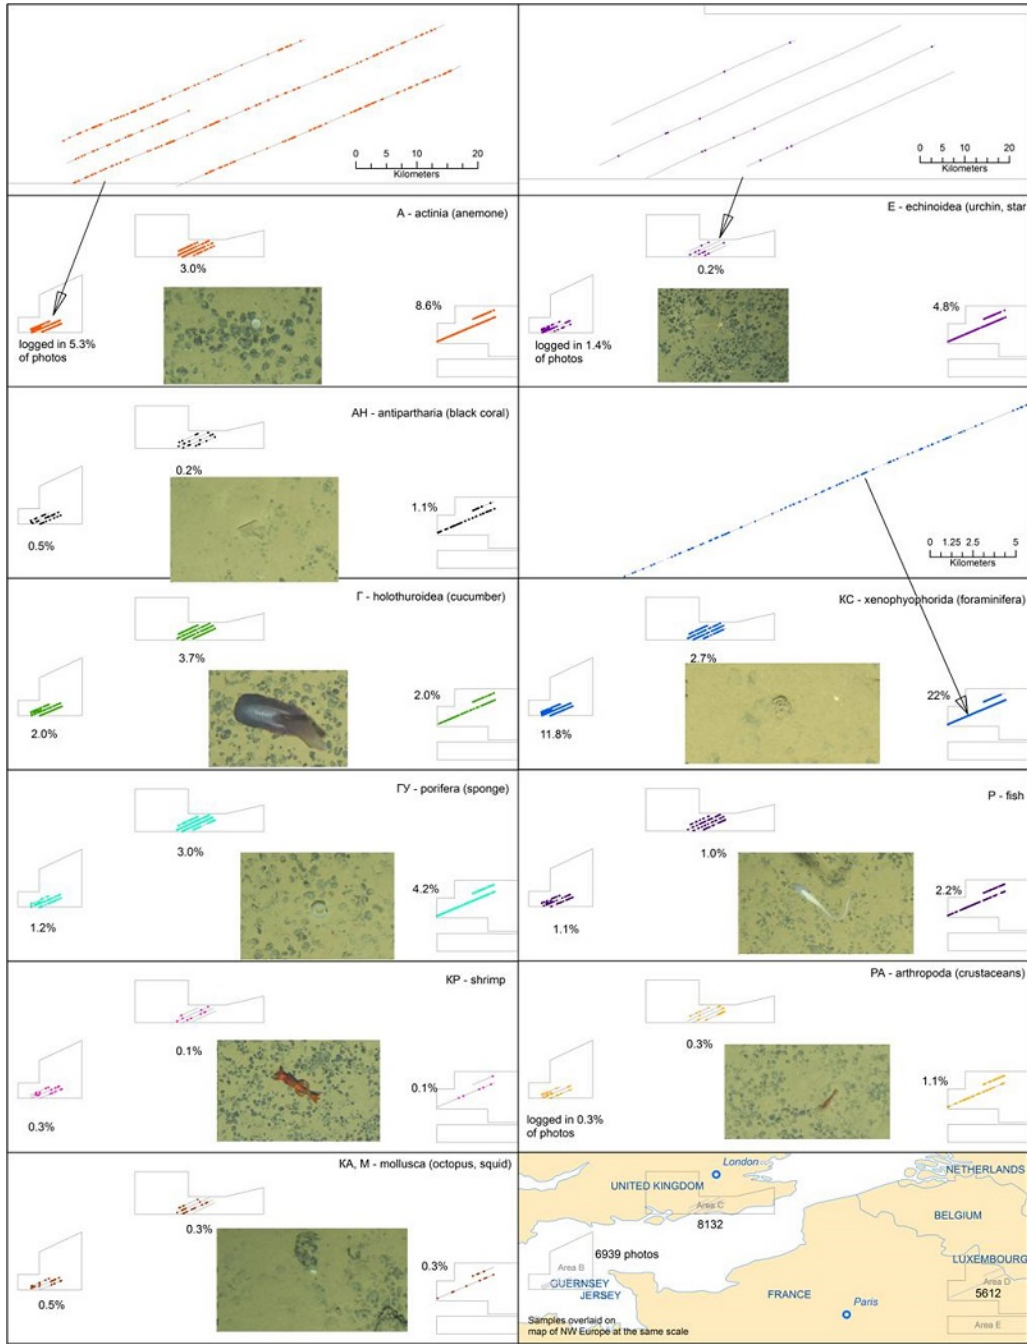 0 5 10 20
Kilometers
0 5 10 20
Kilometers
A - actinia (anemone)
3.0%
8.6%
logged in 5.3%
of photos
E - echinoidea (urchin, star
0.2%
4.8%
logged in 1.4%
of photos
AH - antipartharia (black coral)
0.2%
1.1%
0.5%
0 1.25 2.5 5
Kilometers
Г - holothuroidea (cucumber)
3.7%
2.0%
2.0%
КС - xenophyophorida (foraminifera)
2.7%
22%
11.8%
ГУ - porifera (sponge)
3.0%
4.2%
1.2%
P - fish
1.0%
2.2%
1.1%
KP - shrimp
0.1%
0.1%
0.3%
PA - arthropoda (crustaceans)
0.3%
1.1%
logged in 0.3%
of photos
KA, M - mollusca (octopus, squid)
0.3%
0.3%
0.5%
London
NETHERLANDS
UNITED KINGDOM
Area C
8132
BELGIUM
6939 photos
LUXEMBOURG
Area B
GUERNSEY
JERSEY
FRANCE
Paris
Area D
5612
Samples overlaid on
map of NW Europe at the same scale
Area E